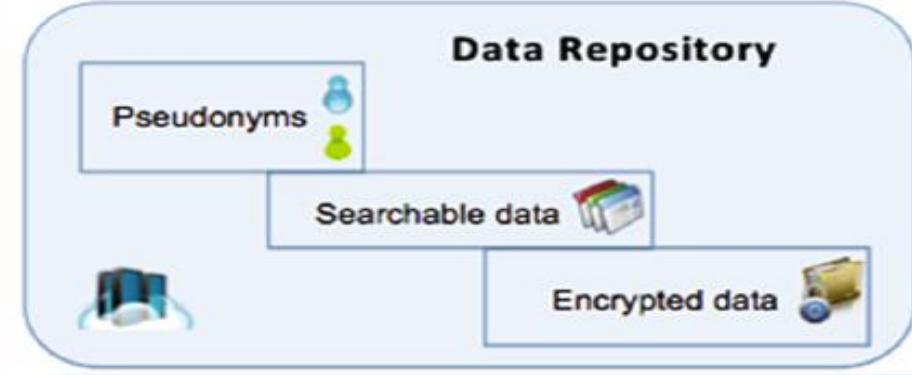 Data Repository
Pseudonyms
Searchable data
Encrypted data